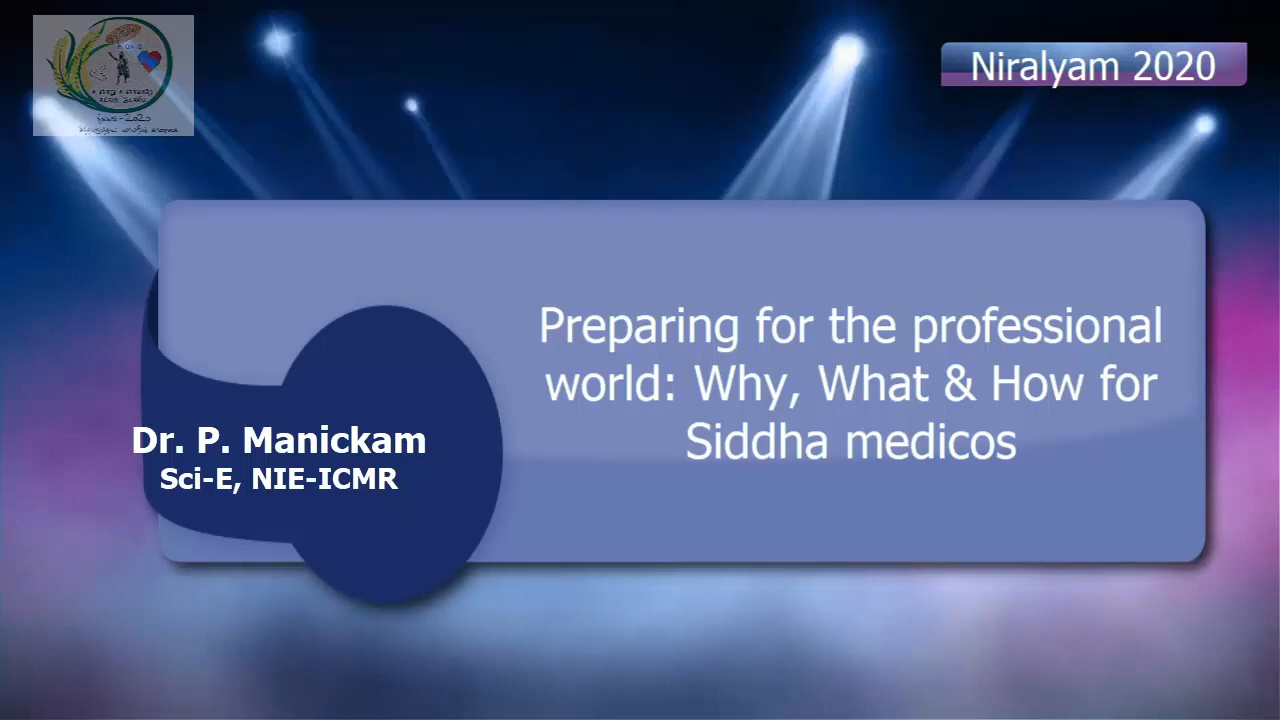 Niralyam 2020
Preparing for the professional
world: Why, What & How for
Siddha medicos
Dr. P. Manickam
Sci-E, NIE-ICMR